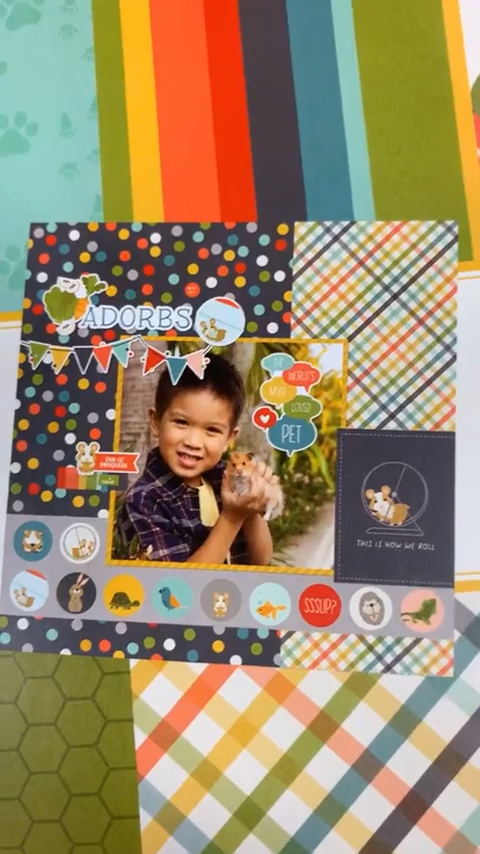 ADORBS
WORLD'S
MOST
LOVED
PET
THIS IS HOW WE ROLL
SSSUP?